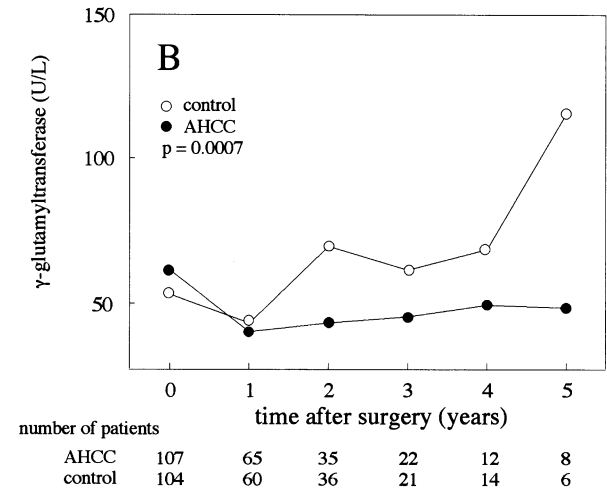 150
B
control
AHCC
p = 0.0007
100
50
γ-glutamyltransferase (U/L)
0 1 2 3 4 5
time after surgery (years)
number of patients
AHCC 107 65 35 22 12 8
control 104 60 36 21 14 6